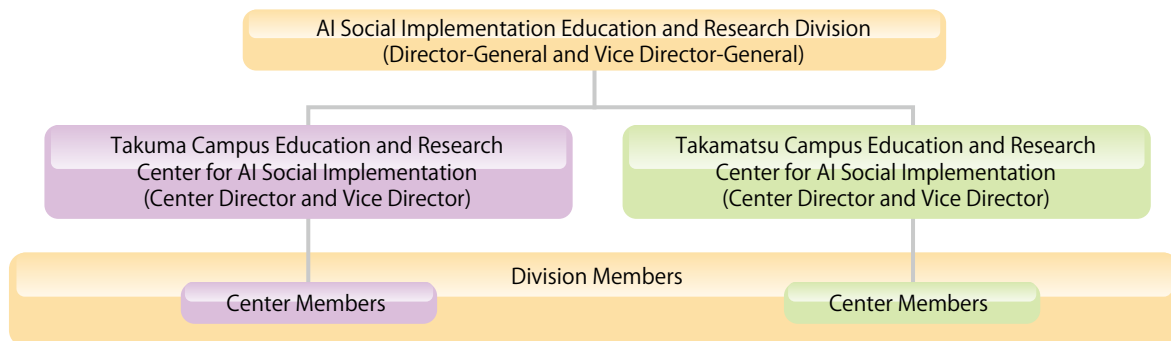 AI Social Implementation Education and Research Division
(Director-General and Vice Director-General)
Takuma Campus Education and Research
Center for AI Social Implementation
(Center Director and Vice Director)
Takamatsu Campus Education and Research
Center for AI Social Implementation
(Center Director and Vice Director)
Division Members
Center Members
Center Members